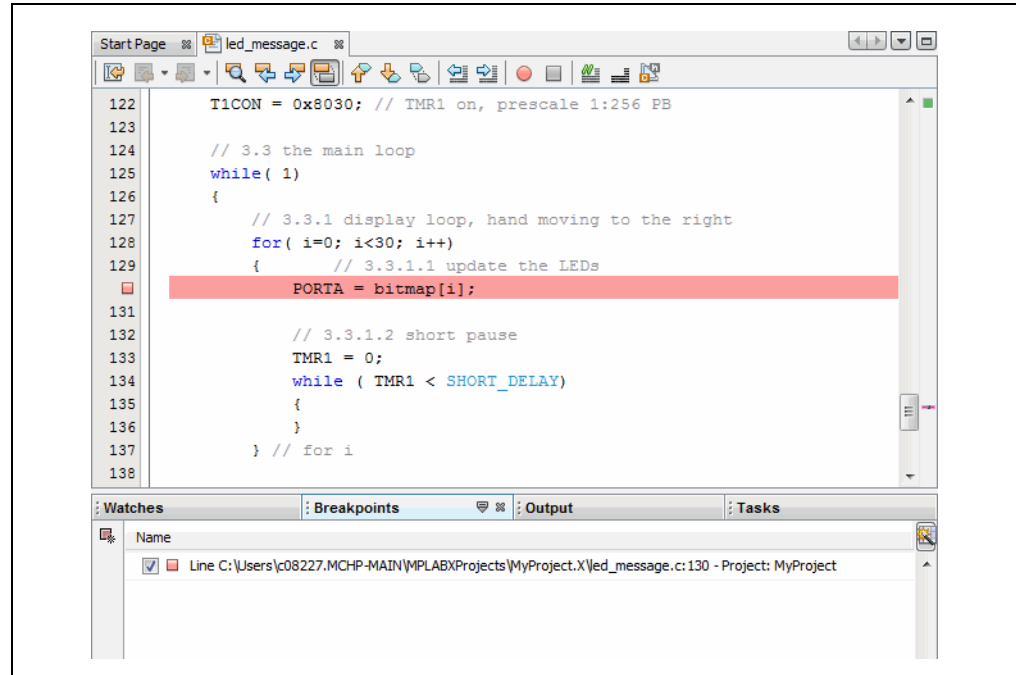 Start Page led_message.c
122 T1CON = 0x8030; // TMR1 on, prescale 1:256 PB
123
124 // 3.3 the main loop
125 while( 1)
126 {
127 // 3.3.1 display loop, hand moving to the right
128 for( i=0; i<30; i++)
129 { // 3.3.1.1 update the LEDs
PORTA = bitmap[i];
131
132 // 3.3.1.2 short pause
133 TMR1 = 0;
134 while ( TMR1 < SHORT_DELAY)
135 {
136 }
137 } // for i
138
Watches Breakpoints Output Tasks
Name
Line C:\Users\c08227.MCHP-MAIN\MPLABXProjects\MyProject.X\led_message.c:130 - Project: MyProject